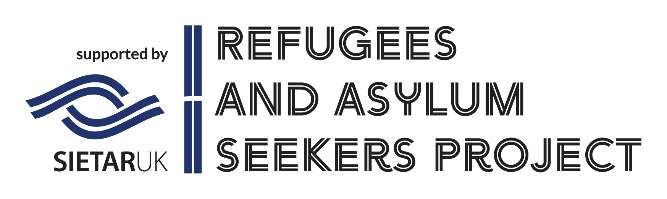 supported by
SIETARUK
REFUGEES
AND ASYLUM
SEEKERS PROJECT